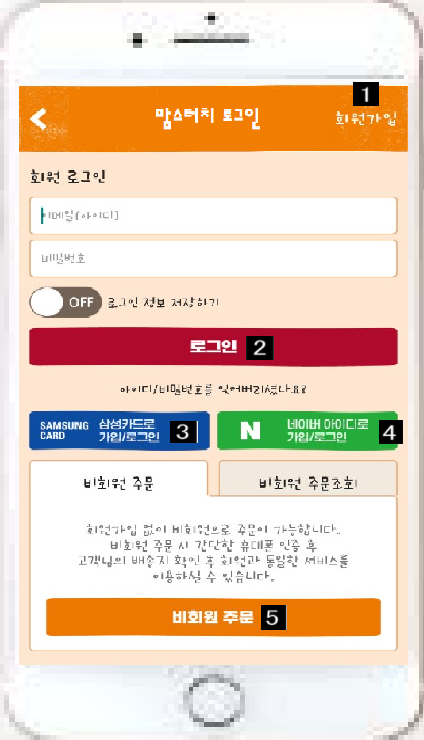 1
맘스터치 로그인
회원가입
회원 로그인
이메일(아이디)
비밀번호
OFF 로그인 정보 저장하기
로그인 2
아이디/비밀번호를 잊어버리셨나요?
SAMSUNG CARD 삼성카드로 가입/로그인 3
N 네이버 아이디로 가입/로그인 4
비회원 주문
비회원 주문조회
회원가입 없이 비회원으로 주문이 가능합니다.
비회원 주문 시 간단한 휴대폰 인증 후
고객님의 배송지 확인 후 회원과 동일한 서비스를
이용하실 수 있습니다.
비회원 주문 5